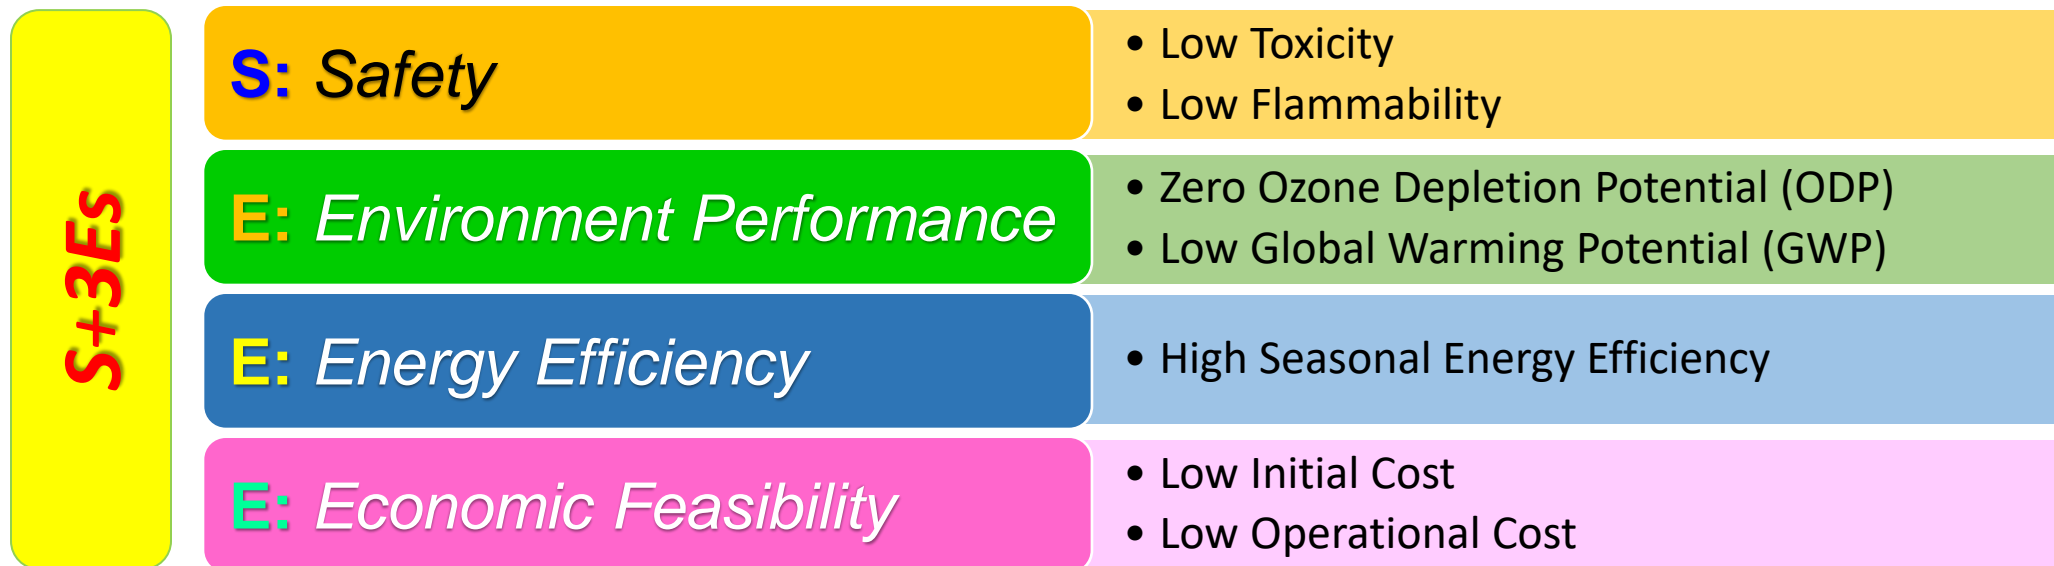 S+3Es
S: Safety
• Low Toxicity
• Low Flammability
E: Environment Performance
• Zero Ozone Depletion Potential (ODP)
• Low Global Warming Potential (GWP)
E: Energy Efficiency
• High Seasonal Energy Efficiency
E: Economic Feasibility
• Low Initial Cost
• Low Operational Cost